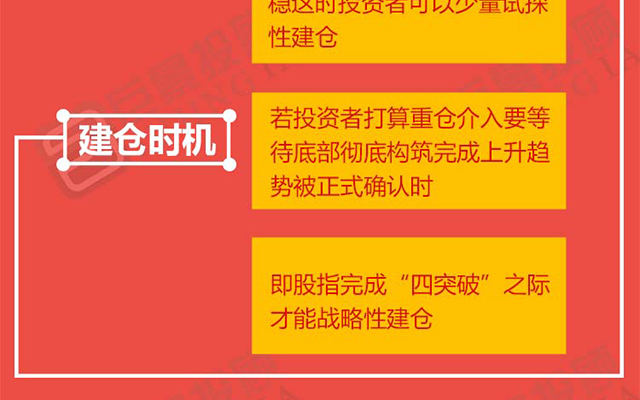 稳这时投资者可以少量试探
性建仓
建仓时机
若投资者打算重仓介入要等
待底部彻底构筑完成上升趋
势被正式确认时
即股指完成“四突破”之际
才能战略性建仓